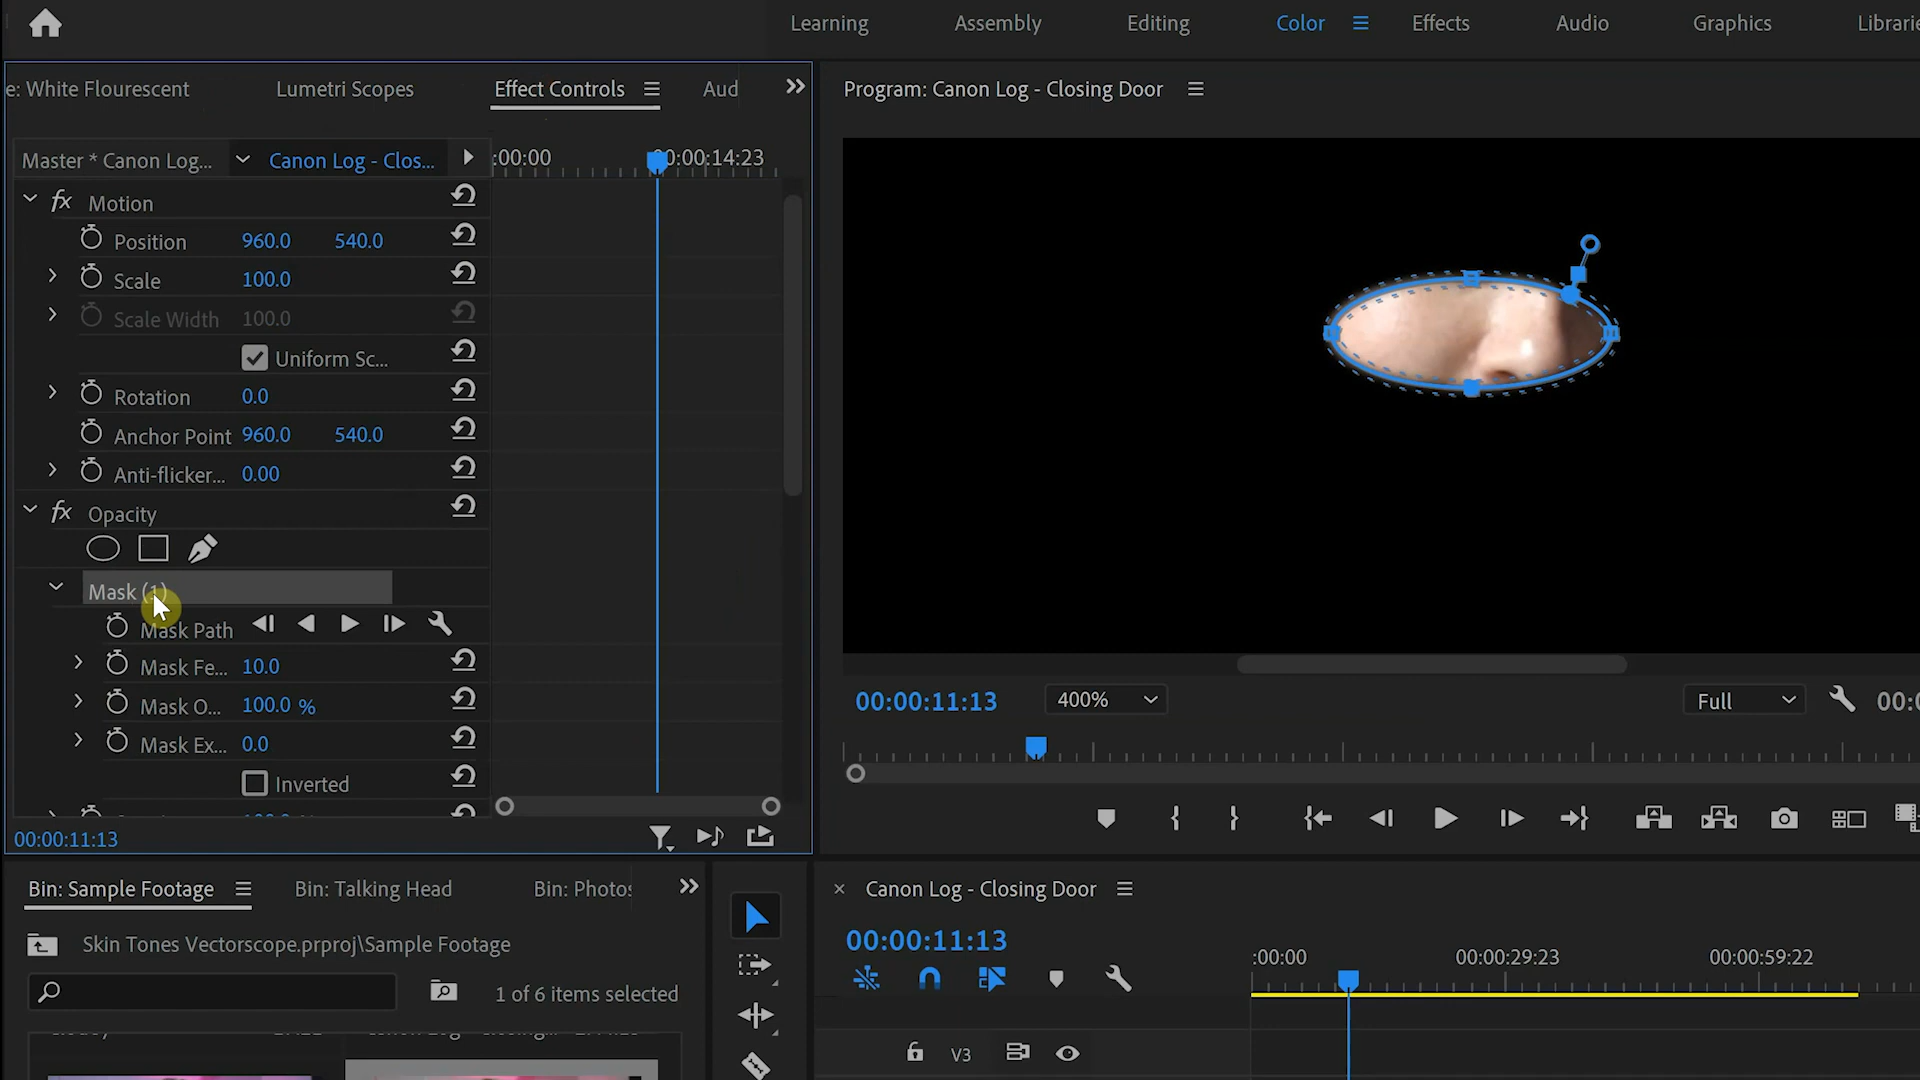 Learning Assembly Editing Color Effects Audio Graphics Librarie
e: White Flourescent Lumetri Scopes Effect Controls Aud
Program: Canon Log - Closing Door
Master * Canon Log... Canon Log - Clos... :00:00 00:00:14:23
fx Motion
Position 960.0 540.0
Scale 100.0
Scale Width 100.0
Uniform Sc...
Rotation 0.0
Anchor Point 960.0 540.0
Anti-flicker... 0.00
fx Opacity
Mask (1)
Mask Path
Mask Fe... 10.0
Mask O... 100.0 %
Mask Ex... 0.0
Inverted
00:00:11:13
00:00:11:13 400% Full 00:0
Bin: Sample Footage Bin: Talking Head Bin: Photos
Skin Tones Vectorscope.prproj\Sample Footage
1 of 6 items selected
× Canon Log - Closing Door
00:00:11:13
:00:00 00:00:29:23 00:00:59:22
V3